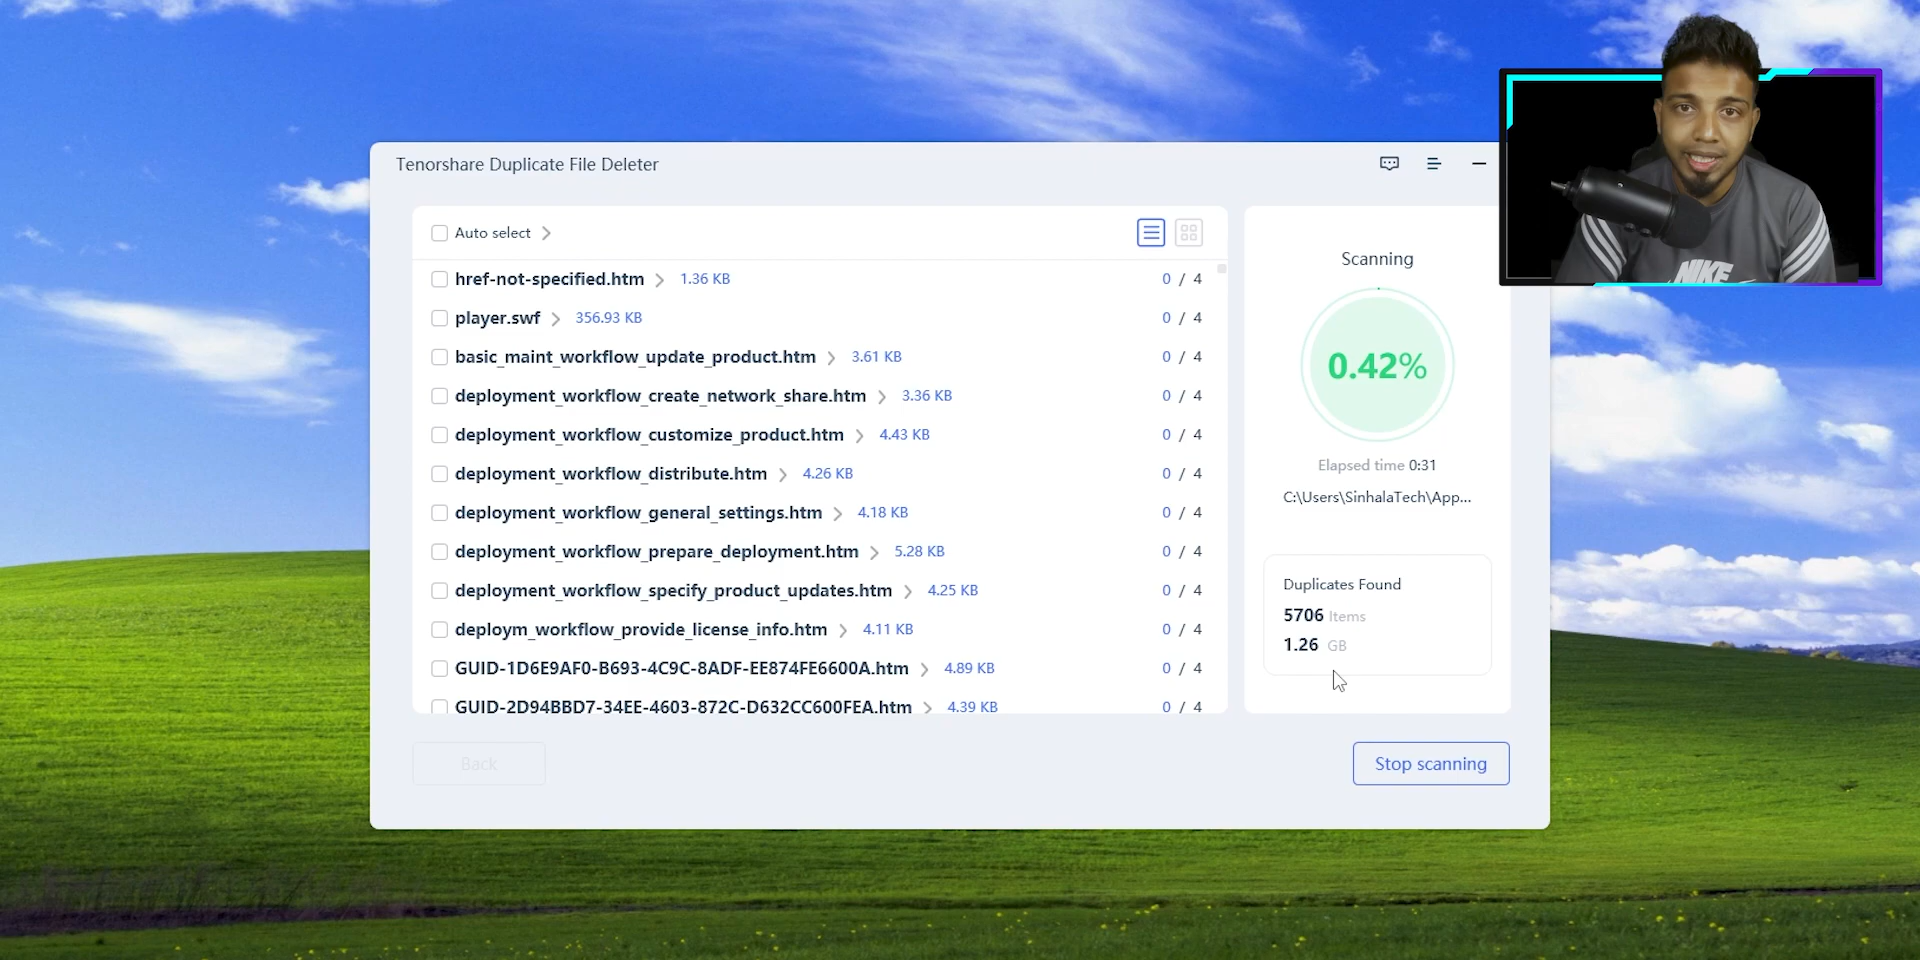 Tenorshare Duplicate File Deleter
Auto select
href-not-specified.htm 1.36 KB 0 / 4
player.swf 356.93 KB 0 / 4
basic_maint_workflow_update_product.htm 3.61 KB 0 / 4
deployment_workflow_create_network_share.htm 3.36 KB 0 / 4
deployment_workflow_customize_product.htm 4.43 KB 0 / 4
deployment_workflow_distribute.htm 4.26 KB 0 / 4
deployment_workflow_general_settings.htm 4.18 KB 0 / 4
deployment_workflow_prepare_deployment.htm 5.28 KB 0 / 4
deployment_workflow_specify_product_updates.htm 4.25 KB 0 / 4
deploym_workflow_provide_license_info.htm 4.11 KB 0 / 4
GUID-1D6E9AF0-B693-4C9C-8ADF-EE874FE6600A.htm 4.89 KB 0 / 4
GUID-2D94BBD7-34EE-4603-872C-D632CC600FEA.htm 4.39 KB 0 / 4
Scanning
0.42%
Elapsed time 0:31
C:\Users\SinhalaTech\App...
Duplicates Found
5706 Items
1.26 GB
Back
Stop scanning
NIKE